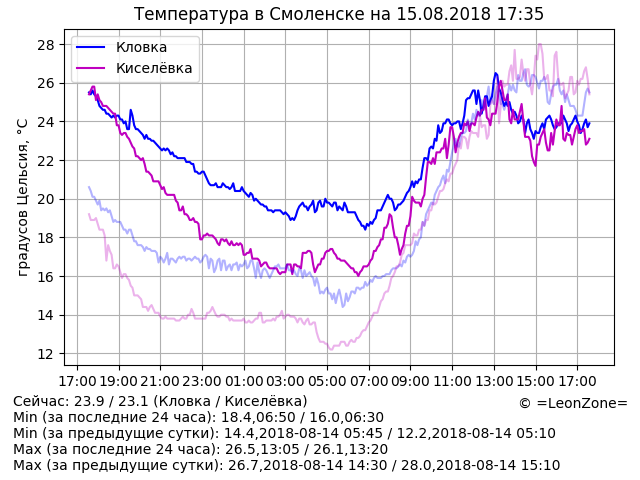 Температура в Смоленске на 15.08.2018 17:35
градусов Цельсия, °C
28
26
24
22
20
18
16
14
12
Кловка
Киселёвка
17:00 19:00 21:00 23:00 01:00 03:00 05:00 07:00 09:00 11:00 13:00 15:00 17:00
Сейчас: 23.9 / 23.1 (Кловка / Киселёвка)
© =LeonZone=
Min (за последние 24 часа): 18.4,06:50 / 16.0,06:30
Min (за предыдущие сутки): 14.4,2018-08-14 05:45 / 12.2,2018-08-14 05:10
Max (за последние 24 часа): 26.5,13:05 / 26.1,13:20
Max (за предыдущие сутки): 26.7,2018-08-14 14:30 / 28.0,2018-08-14 15:10